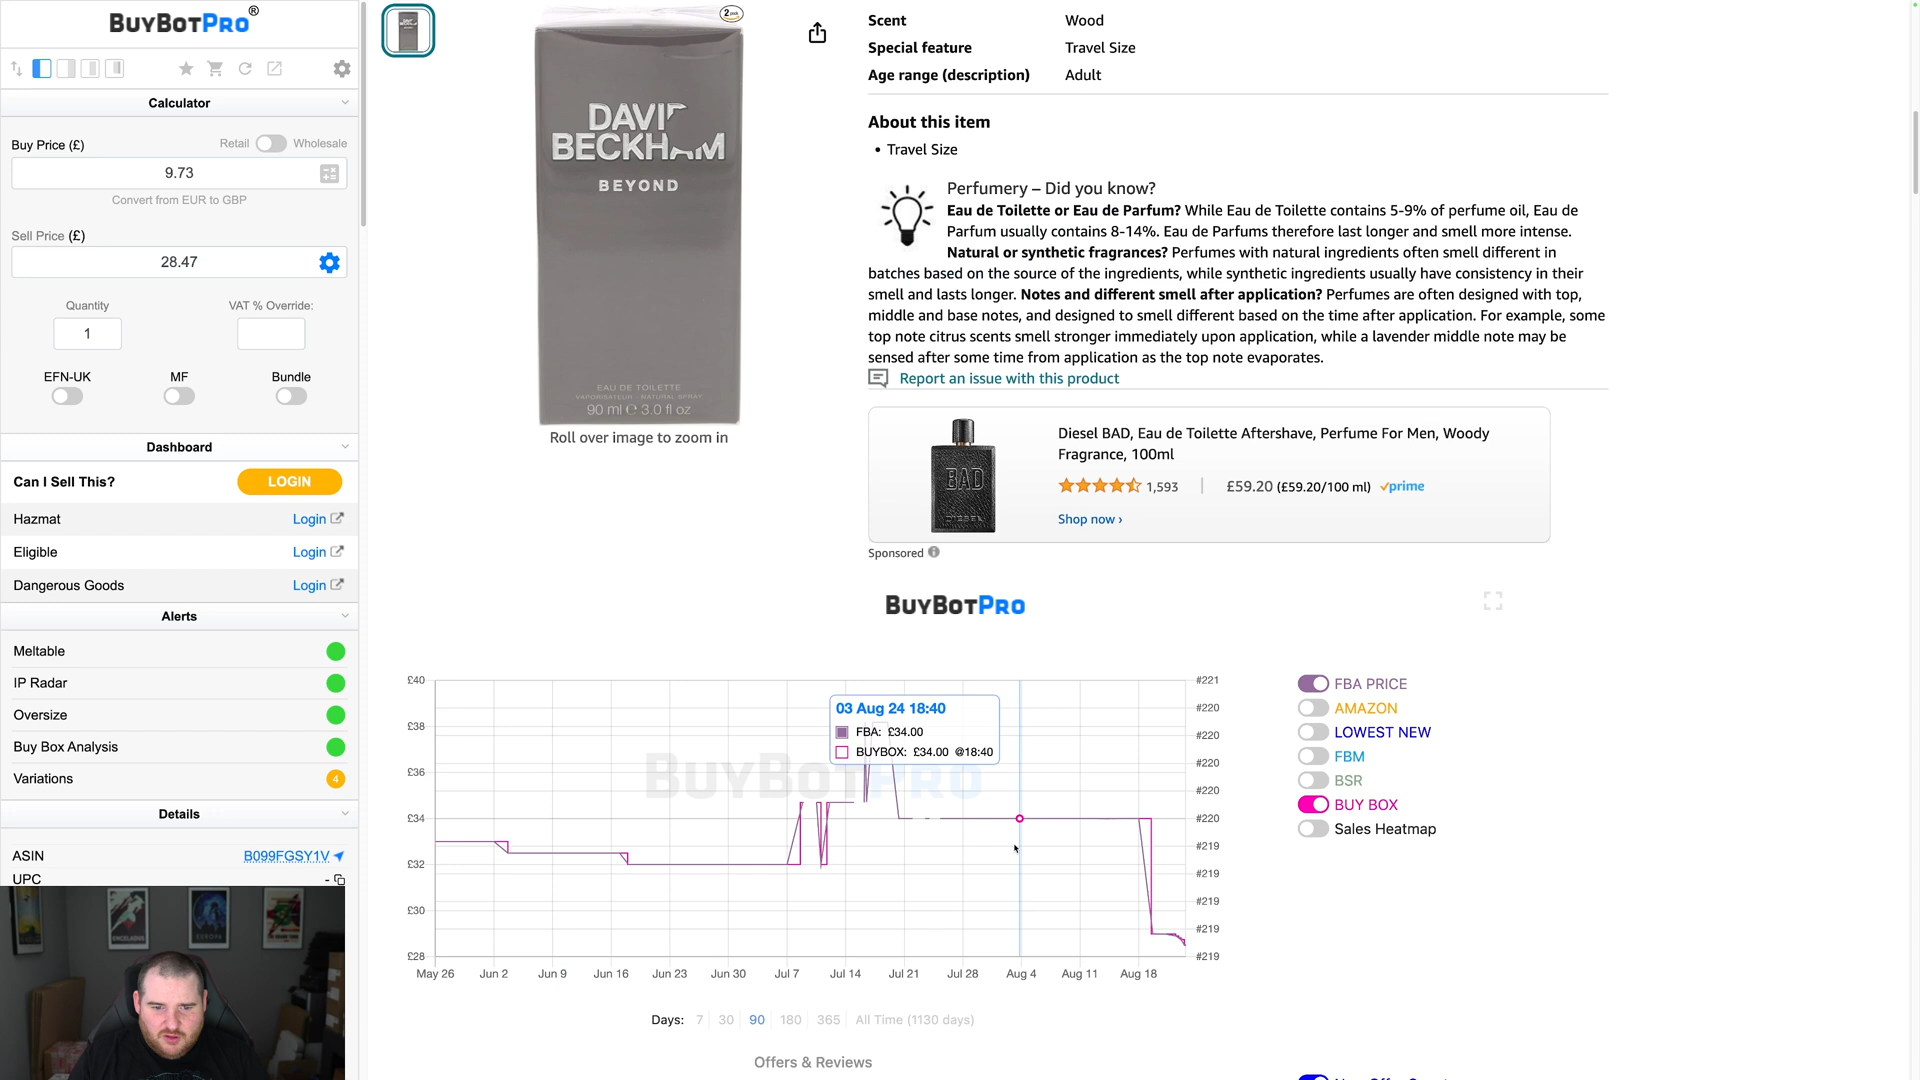 BUYBOTPRO®
Calculator
Buy Price (£)
Retail
Wholesale
9.73
Convert from EUR to GBP
Sell Price (£)
28.47
Quantity
VAT % Override:
1
EFN-UK
MF
Bundle
Dashboard
Can I Sell This?
LOGIN
Hazmat
Login
Eligible
Login
Dangerous Goods
Login
Alerts
Meltable
IP Radar
Oversize
Buy Box Analysis
Variations
4
Details
ASIN
B099FGSY1V
UPC
-
ENCELADUS
EUROPA
DAVID
BECKHAM
BEYOND
EAU DE TOILETTE
VAPORISATEUR - NATURAL SPRAY
90 ml e 3.0 fl oz
Roll over image to zoom in
Scent
Wood
Special feature
Travel Size
Age range (description)
Adult
About this item
• Travel Size
Perfumery – Did you know?
Eau de Toilette or Eau de Parfum? While Eau de Toilette contains 5-9% of perfume oil, Eau de
Parfum usually contains 8-14%. Eau de Parfums therefore last longer and smell more intense.
Natural or synthetic fragrances? Perfumes with natural ingredients often smell different in
batches based on the source of the ingredients, while synthetic ingredients usually have consistency in their
smell and lasts longer. Notes and different smell after application? Perfumes are often designed with top,
middle and base notes, and designed to smell different based on the time after application. For example, some
top note citrus scents smell stronger immediately upon application, while a lavender middle note may be
sensed after some time from application as the top note evaporates.
Report an issue with this product
BAD
DIESEL
Diesel BAD, Eau de Toilette Aftershave, Perfume For Men, Woody
Fragrance, 100ml
1,593
£59.20 (£59.20/100 ml)
prime
Shop now ›
Sponsored
BUYBOTPRO
£40
£38
£36
£34
£32
£30
£28
03 Aug 24 18:40
FBA: £34.00
BUYBOX: £34.00 @18:40
BUYBOTPRO
#221
#220
#220
#220
#220
#220
#219
#219
#219
#219
#219
May 26
Jun 2
Jun 9
Jun 16
Jun 23
Jun 30
Jul 7
Jul 14
Jul 21
Jul 28
Aug 4
Aug 11
Aug 18
FBA PRICE
AMAZON
LOWEST NEW
FBM
BSR
BUY BOX
Sales Heatmap
Days:
7
30
90
180
365
All Time (1130 days)
Offers & Reviews